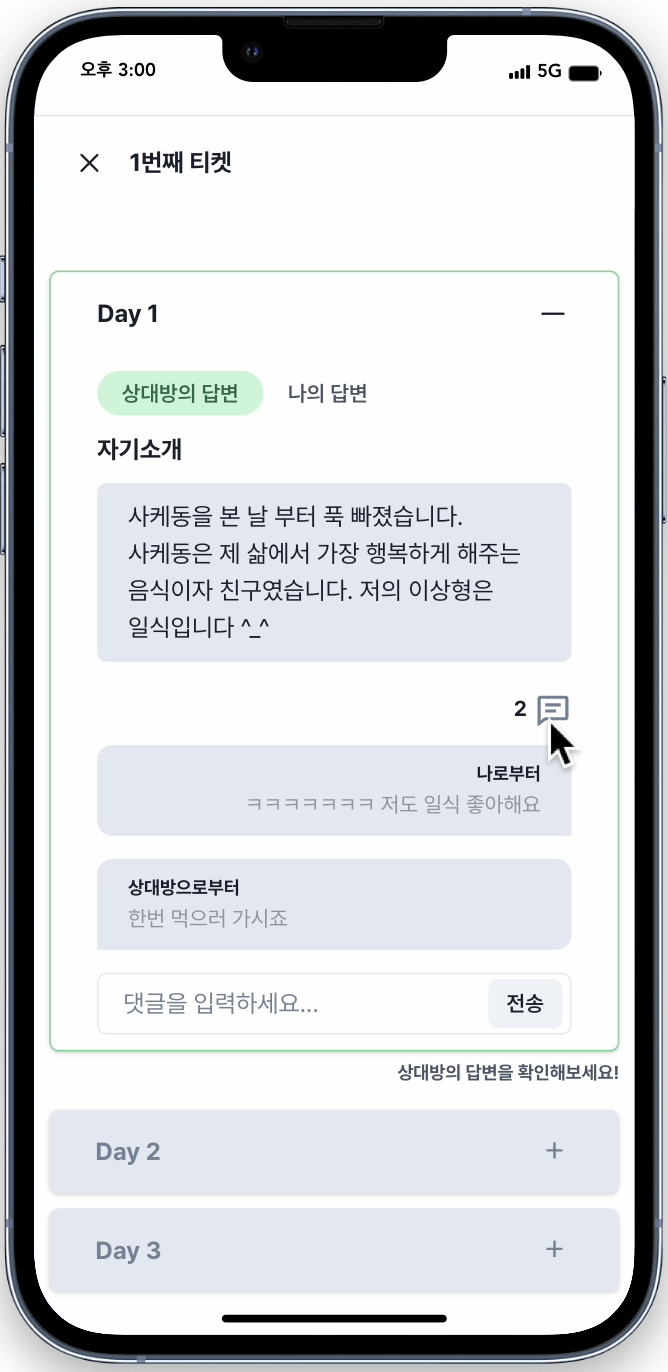 오후 3:00
5G
1번째 티켓
Day 1
상대방의 답변 나의 답변
자기소개
사케동을 본 날 부터 푹 빠졌습니다.
사케동은 제 삶에서 가장 행복하게 해주는
음식이자 친구였습니다. 저의 이상형은
일식입니다 ^_^
2
나로부터
ㅋㅋㅋㅋㅋㅋㅋ 저도 일식 좋아해요
상대방으로부터
한번 먹으러 가시죠
댓글을 입력하세요... 전송
상대방의 답변을 확인해보세요!
Day 2
Day 3